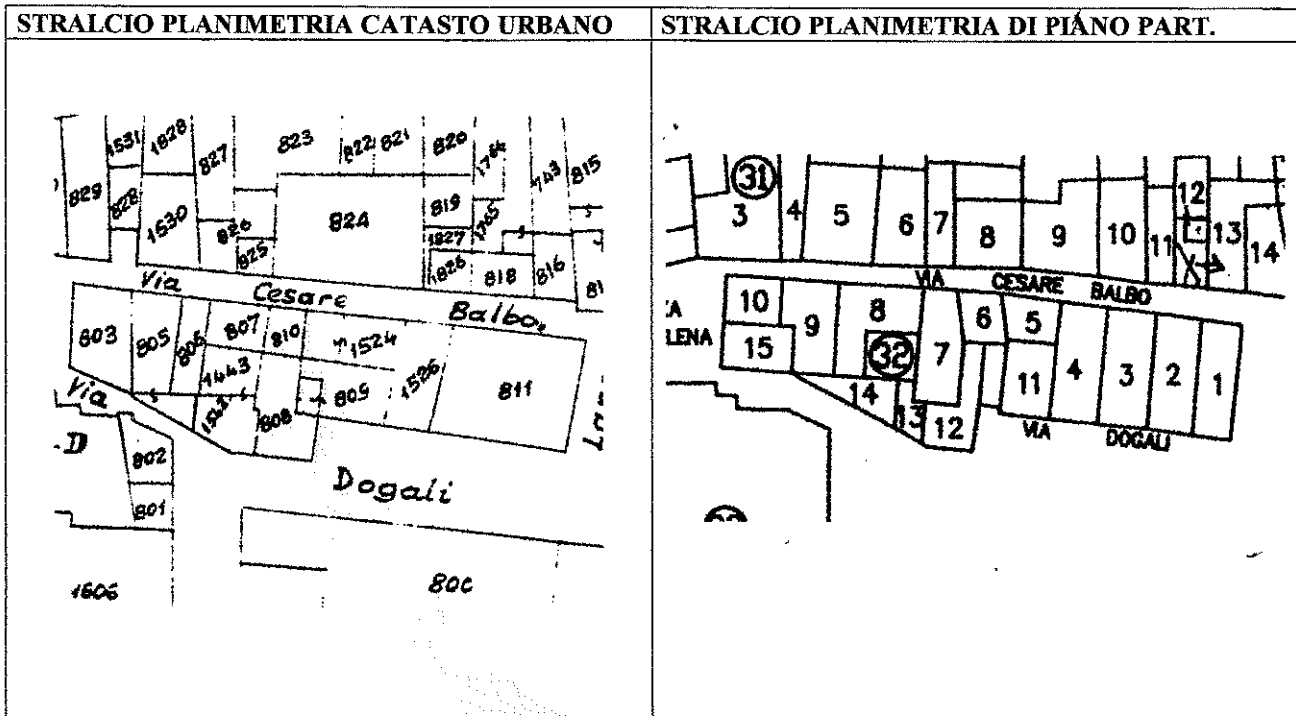 STRALCIO PLANIMETRIA CATASTO URBANO
1531 1828 827 823 822 821 820 1764 743 815
829 828 1530 826 825 824 819 1827 1765 1826 818 816 81
Via Cesare Balbo.
803 805 806 807 810 1524
1443 809 1526 811
Via 808
802 Dogali
801
1606
STRALCIO PLANIMETRIA DI PIANO PART.
31 12
3 4 5 6 7 8 9 10 11 13 14
VIA CESARE BALBO
LENA
10 9 8 6 5
15 32 7 11 4 3 2 1
14 13 12
VIA DOGALI